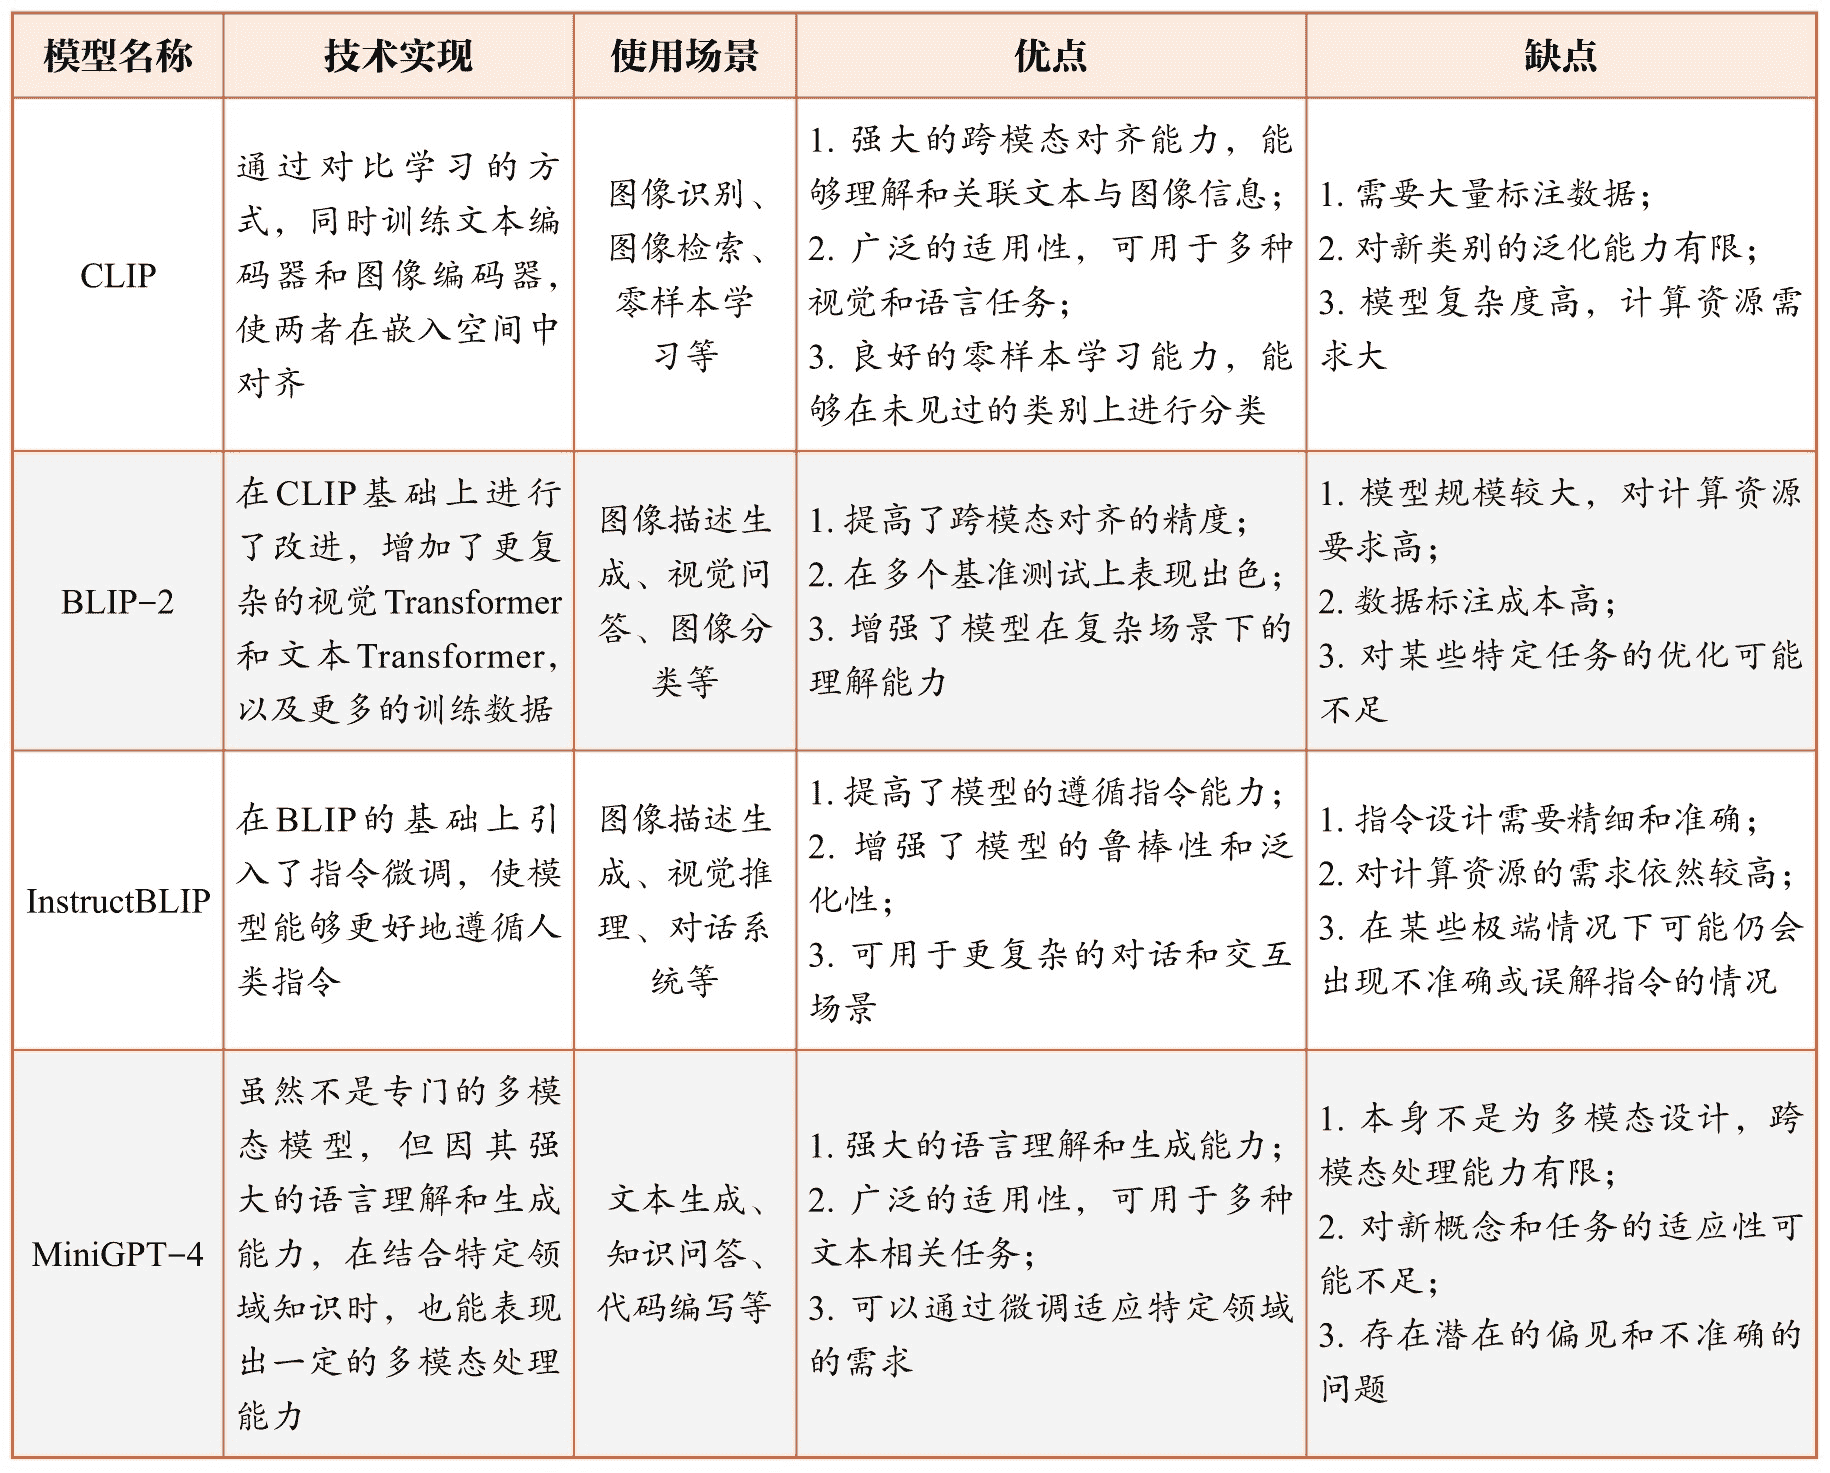 模型名称
技术实现
使用场景
优点
缺点
CLIP
通过对比学习的方
式，同时训练文本编
码器和图像编码器，
使两者在嵌入空间中
对齐
图像识别、
图像检索、
零样本学
习等
1. 强大的跨模态对齐能力，能
够理解和关联文本与图像信息；
2. 广泛的适用性，可用于多种
视觉和语言任务；
3. 良好的零样本学习能力，能
够在未见过的类别上进行分类
1. 需要大量标注数据；
2. 对新类别的泛化能力有限；
3. 模型复杂度高，计算资源需
求大
BLIP-2
在CLIP基础上进行
了改进，增加了更复
杂的视觉Transformer
和文本Transformer，
以及更多的训练数据
图像描述生
成、视觉问
答、图像分
类等
1. 提高了跨模态对齐的精度；
2. 在多个基准测试上表现出色；
3. 增强了模型在复杂场景下的
理解能力
1. 模型规模较大，对计算资源
要求高；
2. 数据标注成本高；
3. 对某些特定任务的优化可能
不足
InstructBLIP
在BLIP的基础上引
入了指令微调，使模
型能够更好地遵循人
类指令
图像描述生
成、视觉推
理、对话系
统等
1. 提高了模型的遵循指令能力；
2. 增强了模型的鲁棒性和泛
化性；
3. 可用于更复杂的对话和交互
场景
1. 指令设计需要精细和准确；
2. 对计算资源的需求依然较高；
3. 在某些极端情况下可能仍会
出现不准确或误解指令的情况
MiniGPT-4
虽然不是专门的多模
态模型，但因其强
大的语言理解和生成
能力，在结合特定领
域知识时，也能表现
出一定的多模态处理
能力
文本生成、
知识问答、
代码编写等
1. 强大的语言理解和生成能力；
2. 广泛的适用性，可用于多种
文本相关任务；
3. 可以通过微调适应特定领域
的需求
1. 本身不是为多模态设计，跨
模态处理能力有限；
2. 对新概念和任务的适应性可
能不足；
3. 存在潜在的偏见和不准确的
问题